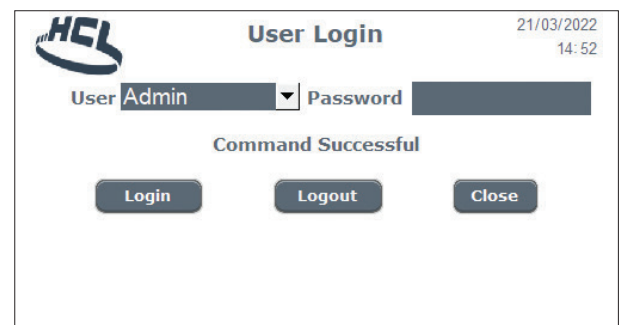 HCL
User Login
21/03/2022
14:52
User Admin Password
Command Successful
Login Logout Close